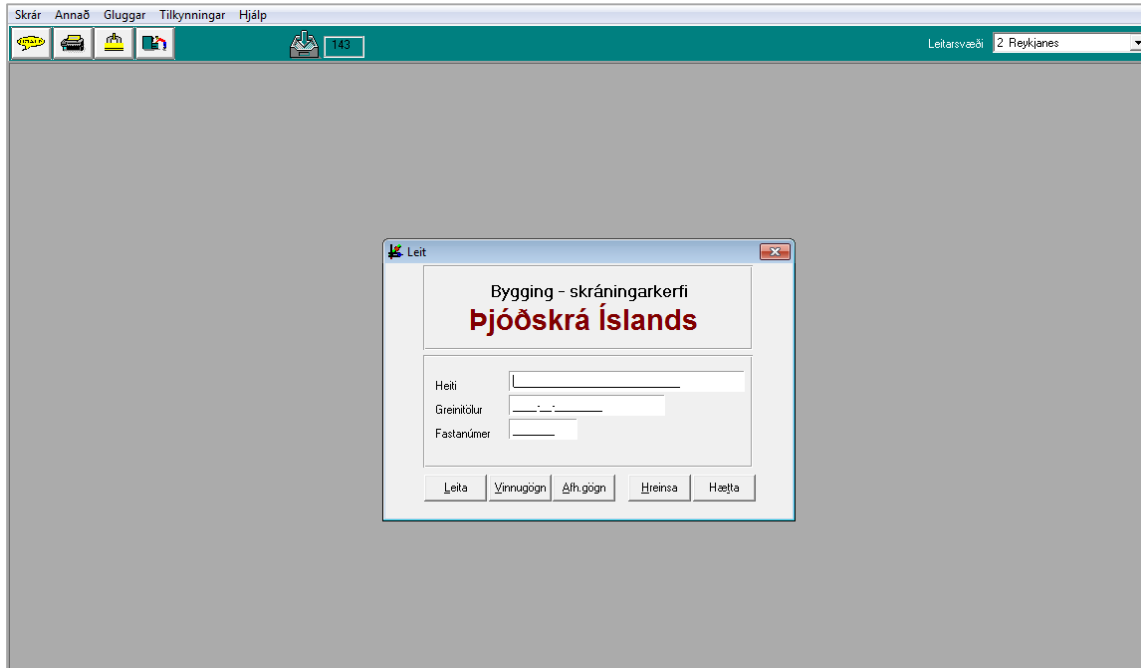 Skrár Annað Gluggar Tilkynningar Hjálp
143 Leitarsvæði 2 Reykjanes
Leit
Bygging - skráningarkerfi
Þjóðskrá Íslands
Heiti
Greinitölur
Fastanúmer
Leita Vinnugögn Afh.gögn Hreinsa Hætta